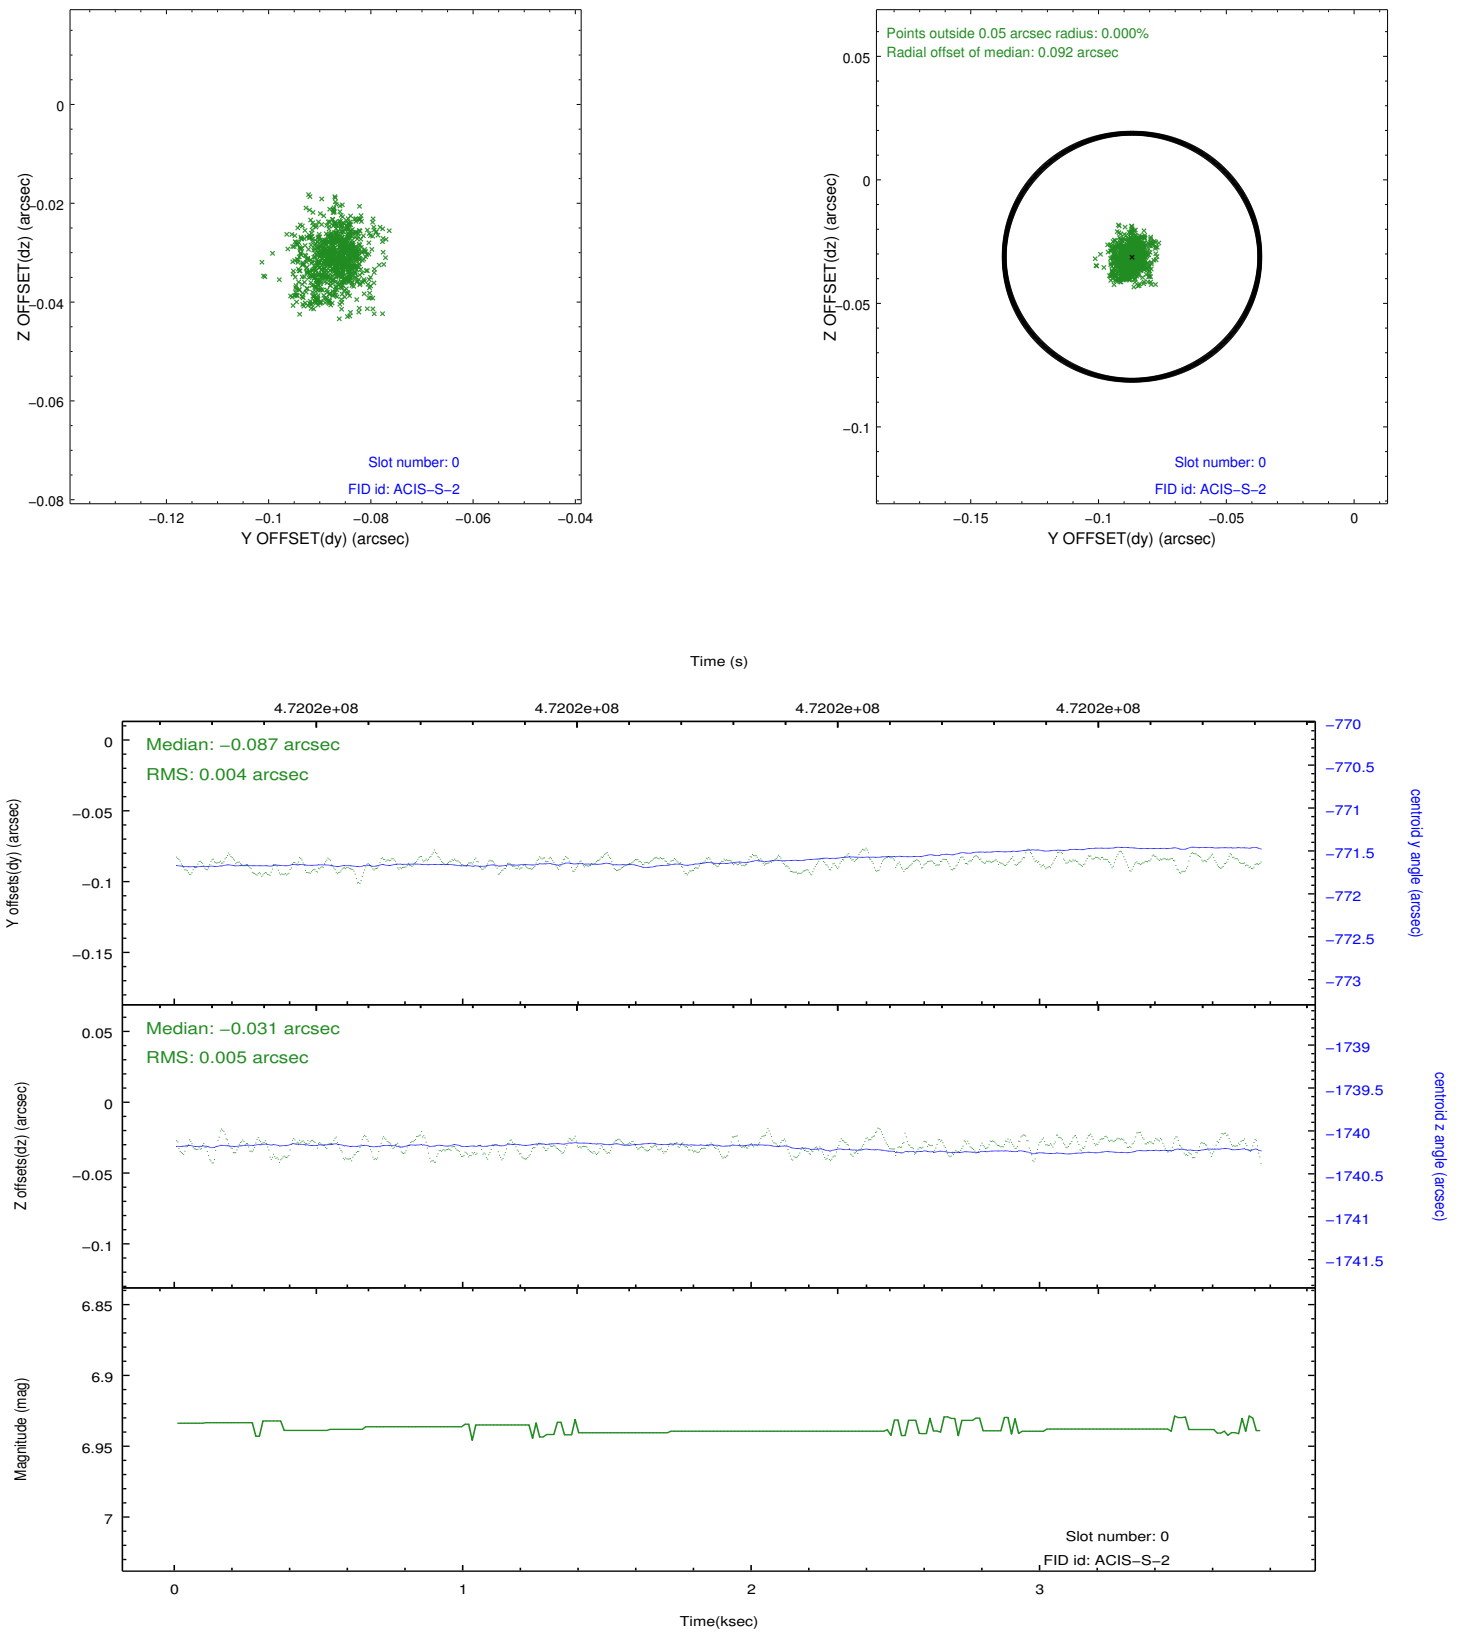 0
−0.02
−0.04
−0.06
−0.08
Z OFFSET(dz) (arcsec)
Slot number: 0
FID id: ACIS−S−2
−0.12
−0.1
−0.08
−0.06
−0.04
Y OFFSET(dy) (arcsec)
Points outside 0.05 arcsec radius: 0.000%
Radial offset of median: 0.092 arcsec
0.05
0
−0.05
−0.1
Z OFFSET(dz) (arcsec)
Slot number: 0
FID id: ACIS−S−2
−0.15
−0.1
−0.05
0
Y OFFSET(dy) (arcsec)
Time (s)
4.7202e+08
4.7202e+08
4.7202e+08
4.7202e+08
Median: −0.087 arcsec
RMS: 0.004 arcsec
0
−0.05
−0.1
−0.15
Y offsets(dy) (arcsec)
−770
−770.5
−771
−771.5
−772
−772.5
−773
centroid y angle (arcsec)
Median: −0.031 arcsec
RMS: 0.005 arcsec
0.05
0
−0.05
−0.1
Z offsets(dz) (arcsec)
−1739
−1739.5
−1740
−1740.5
−1741
−1741.5
centroid z angle (arcsec)
6.85
6.9
6.95
7
Magnitude (mag)
Slot number: 0
FID id: ACIS−S−2
0
1
2
3
Time(ksec)